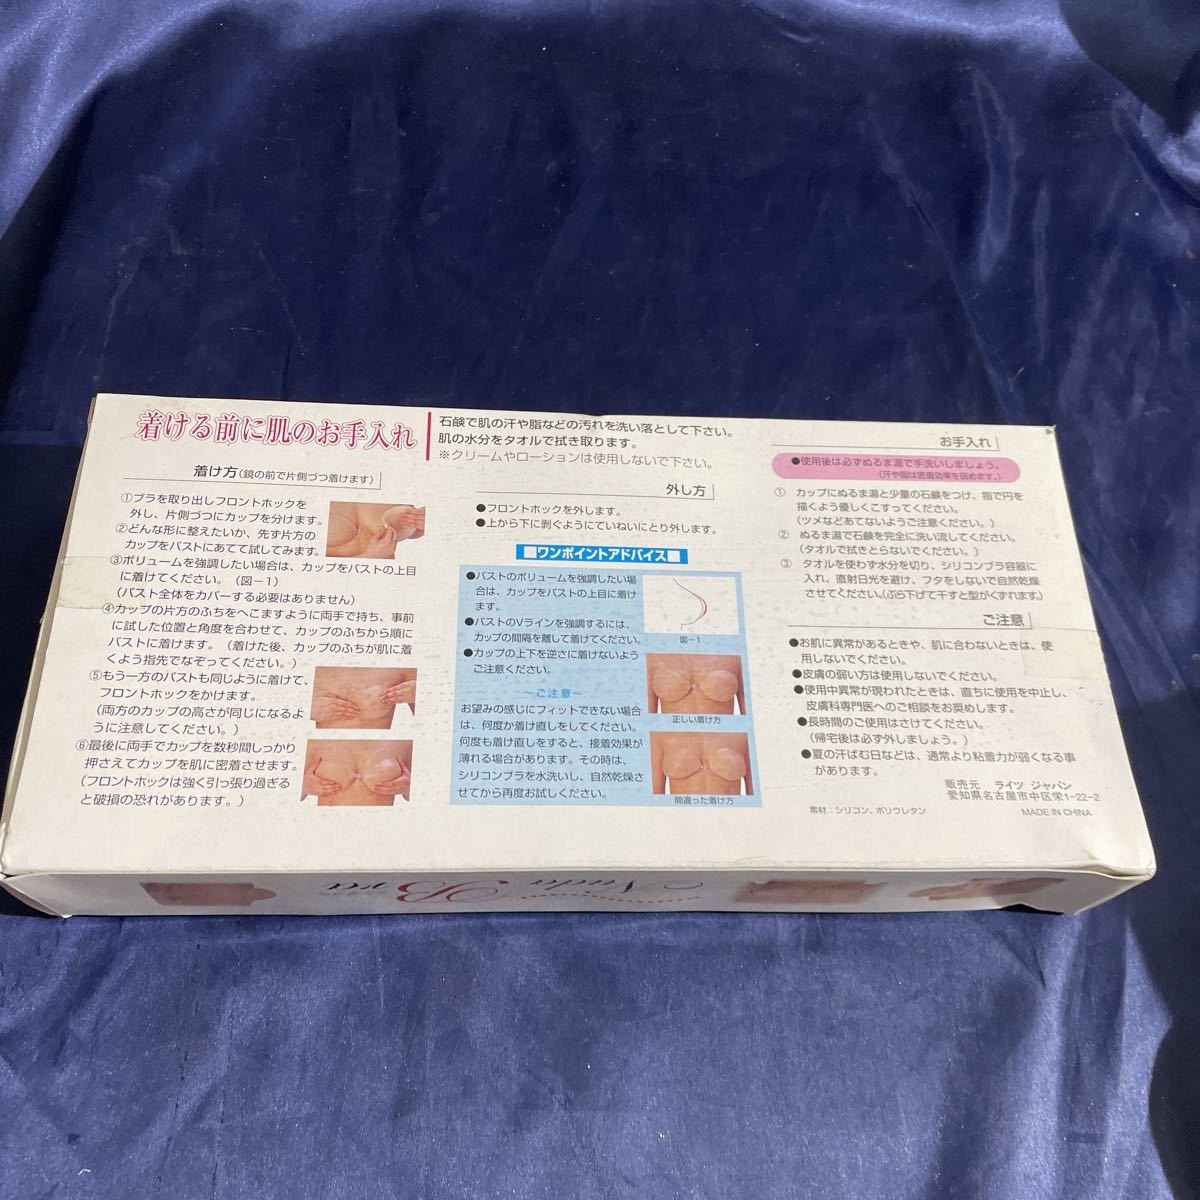 着ける前に肌のお手入れ
石鹸で肌の汗や脂などの汚れを洗い落として下さい。
肌の水分をタオルで拭き取ります。
※クリームやローションは使用しないで下さい。
着け方(鏡の前で片側づつ着けます)
①ブラを取り出しフロントホックを
外し、片側づつにカップを分けます。
②どんな形に整えたいか、先ず片方の
カップをバストにあてて試してみます。
③ボリュームを強調したい場合は、カップをバストの上目
に着けてください。(図－1)
(バスト全体をカバーする必要はありません)
④カップの片方のふちをへこますように両手で持ち、事前
に試した位置と角度を合わせて、カップのふちから順に
バストに着けます。(着けた後、カップのふちが肌に着
くよう指先でなぞってください。)
⑤もう一方のバストも同じように着けて、
フロントホックをかけます。
(両方のカップの高さが同じになるよ
うに注意してください。)
⑥最後に両手でカップを数秒間しっかり
押さえてカップを肌に密着させます。
(フロントホックは強く引っ張り過ぎる
と破損の恐れがあります。)
外し方
●フロントホックを外します。
●上から下に剥ぐようにていねいにとり外します。
■ワンポイントアドバイス■
●バストのボリュームを強調したい場
合は、カップをバストの上目に着け
ます。
●バストのVラインを強調するには、
カップの間隔を離して着けてください。
●カップの上下を逆さに着けないよう
ご注意ください。
～ご注意～
お望みの感じにフィットできない場合
は、何度か着け直しをしてください。
何度も着け直しをすると、接着効果が
薄れる場合があります。その時は、
シリコンブラを水洗いし、自然乾燥さ
せてから再度お試しください。
図－1
正しい着け方
間違った着け方
お手入れ
●使用後は必ずぬるま湯で手洗いしましょう。
(汗や脂は密着効果を弱めます。)
① カップにぬるま湯と少量の石鹸をつけ、指で円を
描くよう優しくこすってください。
(ツメなどあてないようご注意ください。)
② ぬるま湯で石鹸を完全に洗い流してください。
(タオルで拭きとらないでください。)
③ タオルを使わず水分を切り、シリコンブラ容器に
入れ、直射日光を避け、フタをしないで自然乾燥
させてください。(ぶら下げて干すと型がくずれます。)
ご注意
●お肌に異常があるときや、肌に合わないときは、使
用しないでください。
●皮膚の弱い方は使用しないでください。
●使用中異常が現われたときは、直ちに使用を中止し、
皮膚科専門医へのご相談をお奨めします。
●長時間のご使用はさけてください。
(帰宅後は必ず外しましょう。)
●夏の汗ばむ日などは、通常より粘着力が弱くなる事
があります。
販売元 ライツ ジャパン
愛知県名古屋市中区栄1-22-2
素材：シリコン、ポリウレタン
MADE IN CHINA
Nude Bra